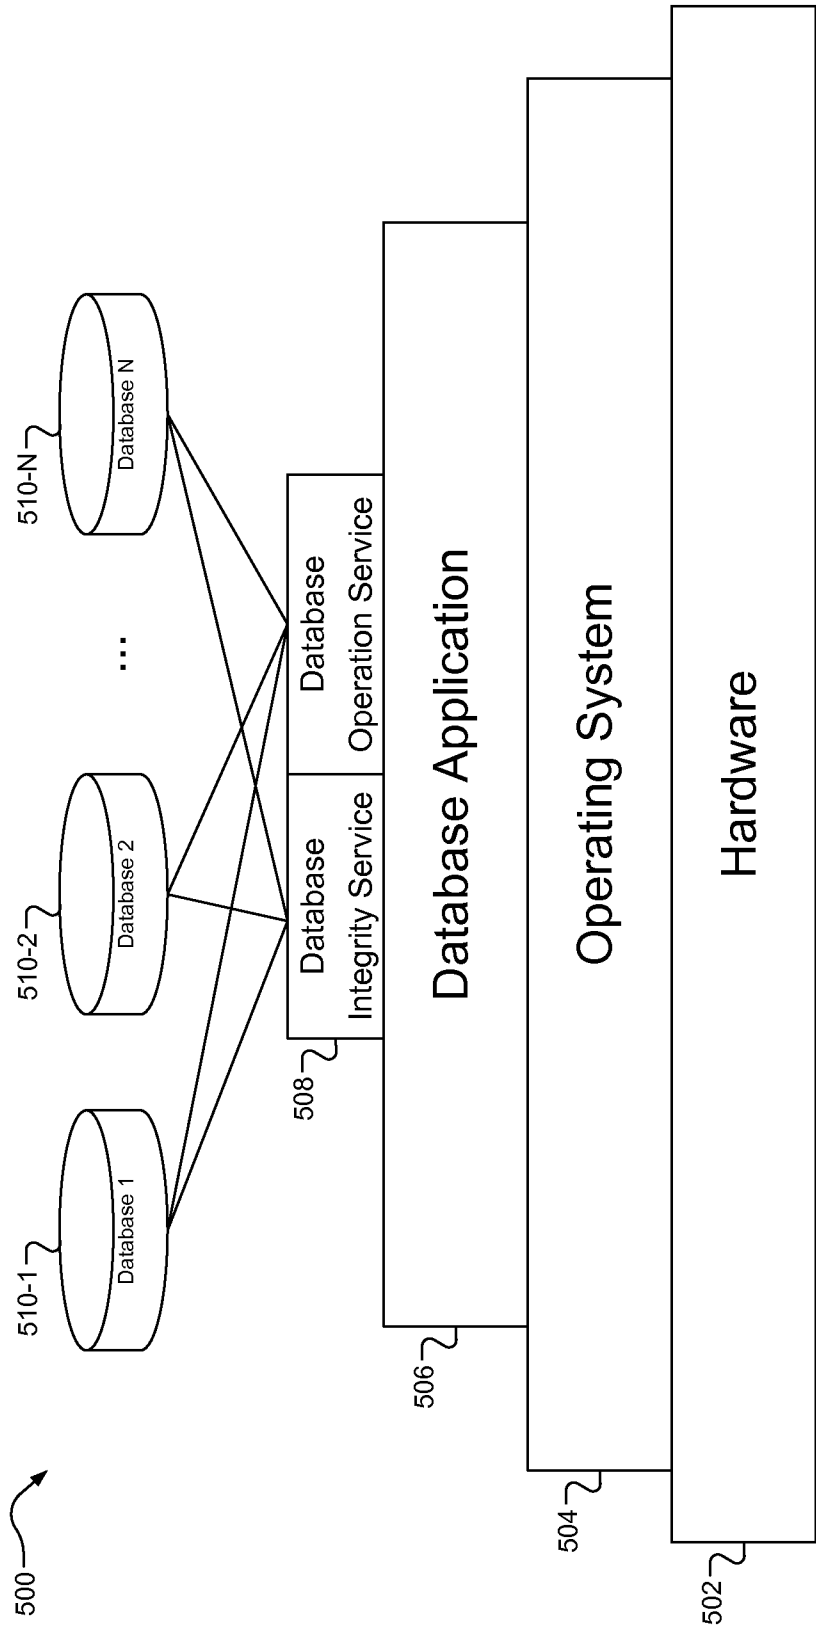 500
510-1
510-2
510-N
Database 1
Database 2
...
Database N
508
Database
Integrity Service
Database
Operation Service
506
Database Application
504
Operating System
502
Hardware